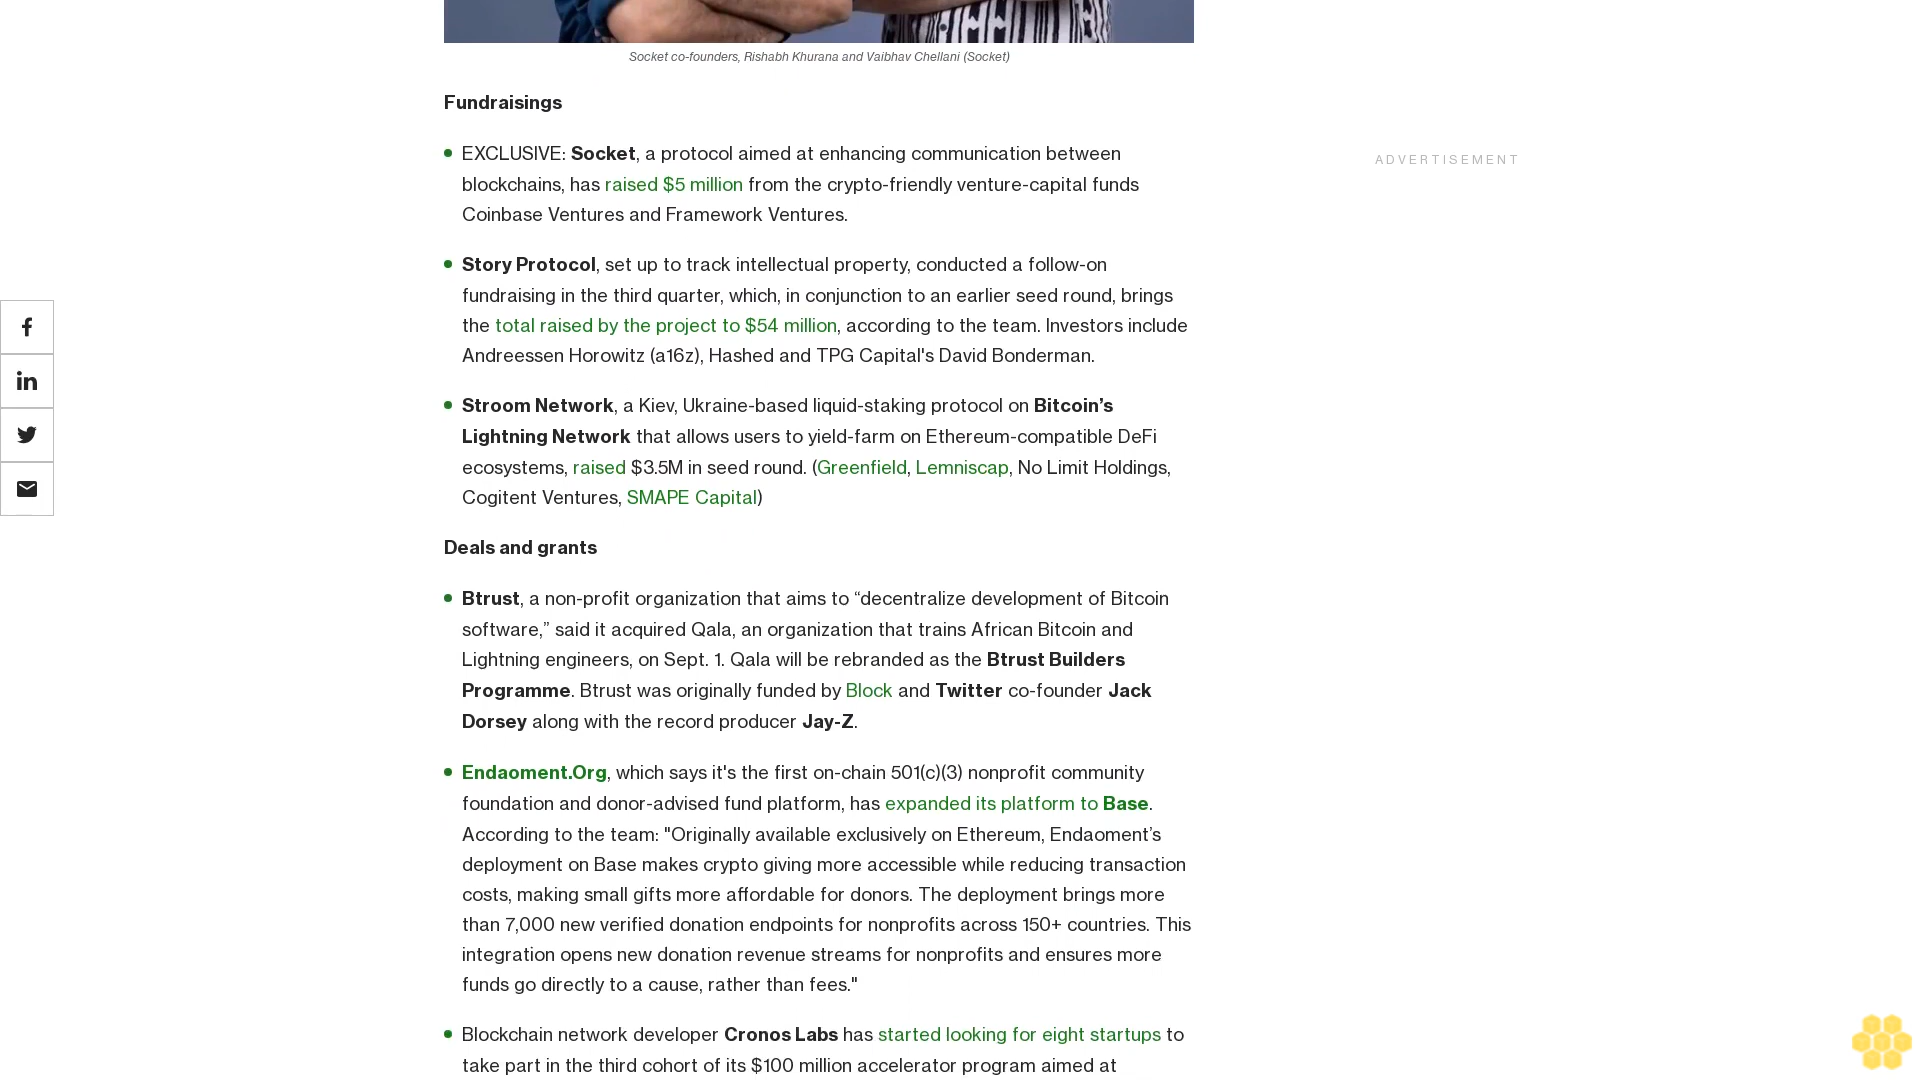 Socket co-founders, Rishabh Khurana and Vaibhav Chellani (Socket)
Fundraisings
EXCLUSIVE: Socket, a protocol aimed at enhancing communication between
blockchains, has raised $5 million from the crypto-friendly venture-capital funds
Coinbase Ventures and Framework Ventures.
ADVERTISEMENT
Story Protocol, set up to track intellectual property, conducted a follow-on
fundraising in the third quarter, which, in conjunction to an earlier seed round, brings
the total raised by the project to $54 million, according to the team. Investors include
Andreessen Horowitz (a16z), Hashed and TPG Capital's David Bonderman.
Stroom Network, a Kiev, Ukraine-based liquid-staking protocol on Bitcoin’s
Lightning Network that allows users to yield-farm on Ethereum-compatible DeFi
ecosystems, raised $3.5M in seed round. (Greenfield, Lemniscap, No Limit Holdings,
Cogitent Ventures, SMAPE Capital)
Deals and grants
Btrust, a non-profit organization that aims to “decentralize development of Bitcoin
software,” said it acquired Qala, an organization that trains African Bitcoin and
Lightning engineers, on Sept. 1. Qala will be rebranded as the Btrust Builders
Programme. Btrust was originally funded by Block and Twitter co-founder Jack
Dorsey along with the record producer Jay-Z.
Endaoment.Org, which says it's the first on-chain 501(c)(3) nonprofit community
foundation and donor-advised fund platform, has expanded its platform to Base.
According to the team: "Originally available exclusively on Ethereum, Endaoment’s
deployment on Base makes crypto giving more accessible while reducing transaction
costs, making small gifts more affordable for donors. The deployment brings more
than 7,000 new verified donation endpoints for nonprofits across 150+ countries. This
integration opens new donation revenue streams for nonprofits and ensures more
funds go directly to a cause, rather than fees."
Blockchain network developer Cronos Labs has started looking for eight startups to
take part in the third cohort of its $100 million accelerator program aimed at